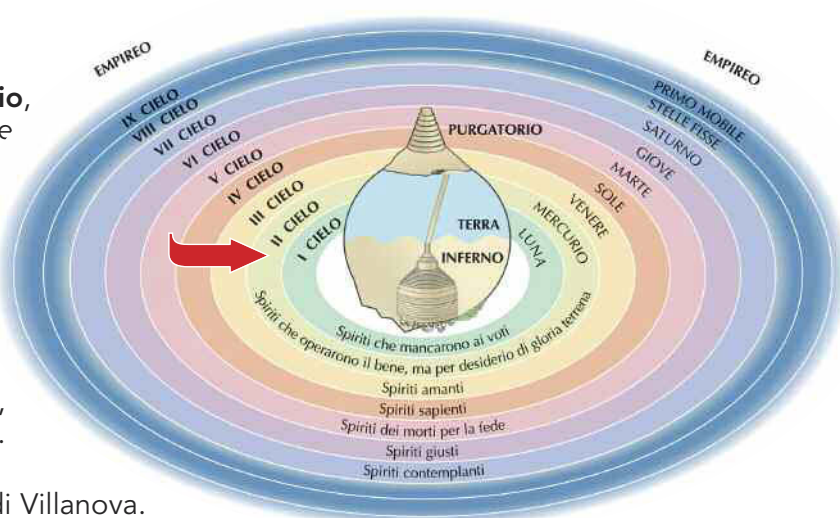 EMPIREO
EMPIREO
io,
e
IX CIELO
VIII CIELO
VII CIELO
VI CIELO
V CIELO
IV CIELO
III CIELO
II CIELO
I CIELO
PRIMO MOBILE
STELLE FISSE
SATURNO
GIOVE
MARTE
SOLE
VENERE
MERCURIO
LUNA
PURGATORIO
TERRA
INFERNO
Spiriti che mancarono ai voti
Spiriti che operarono il bene, ma per desiderio di gloria terrena
Spiriti amanti
Spiriti sapienti
Spiriti dei morti per la fede
Spiriti giusti
Spiriti contemplanti
,
.
di Villanova.